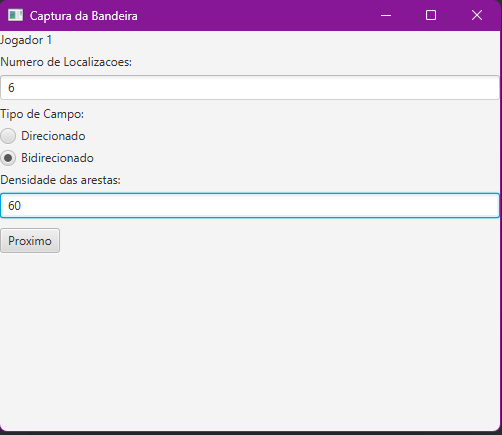 Captura da Bandeira
Jogador 1
Numero de Localizacoes:
6
Tipo de Campo:
Direcionado
Bidirecionado
Densidade das arestas:
60
Proximo